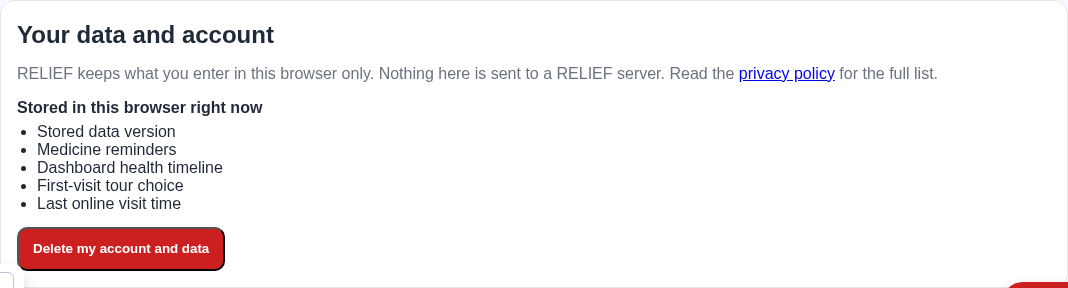 Your data and account
RELIEF keeps what you enter in this browser only. Nothing here is sent to a RELIEF server. Read the privacy policy for the full list.
Stored in this browser right now
Stored data version
Medicine reminders
Dashboard health timeline
First-visit tour choice
Last online visit time
Delete my account and data